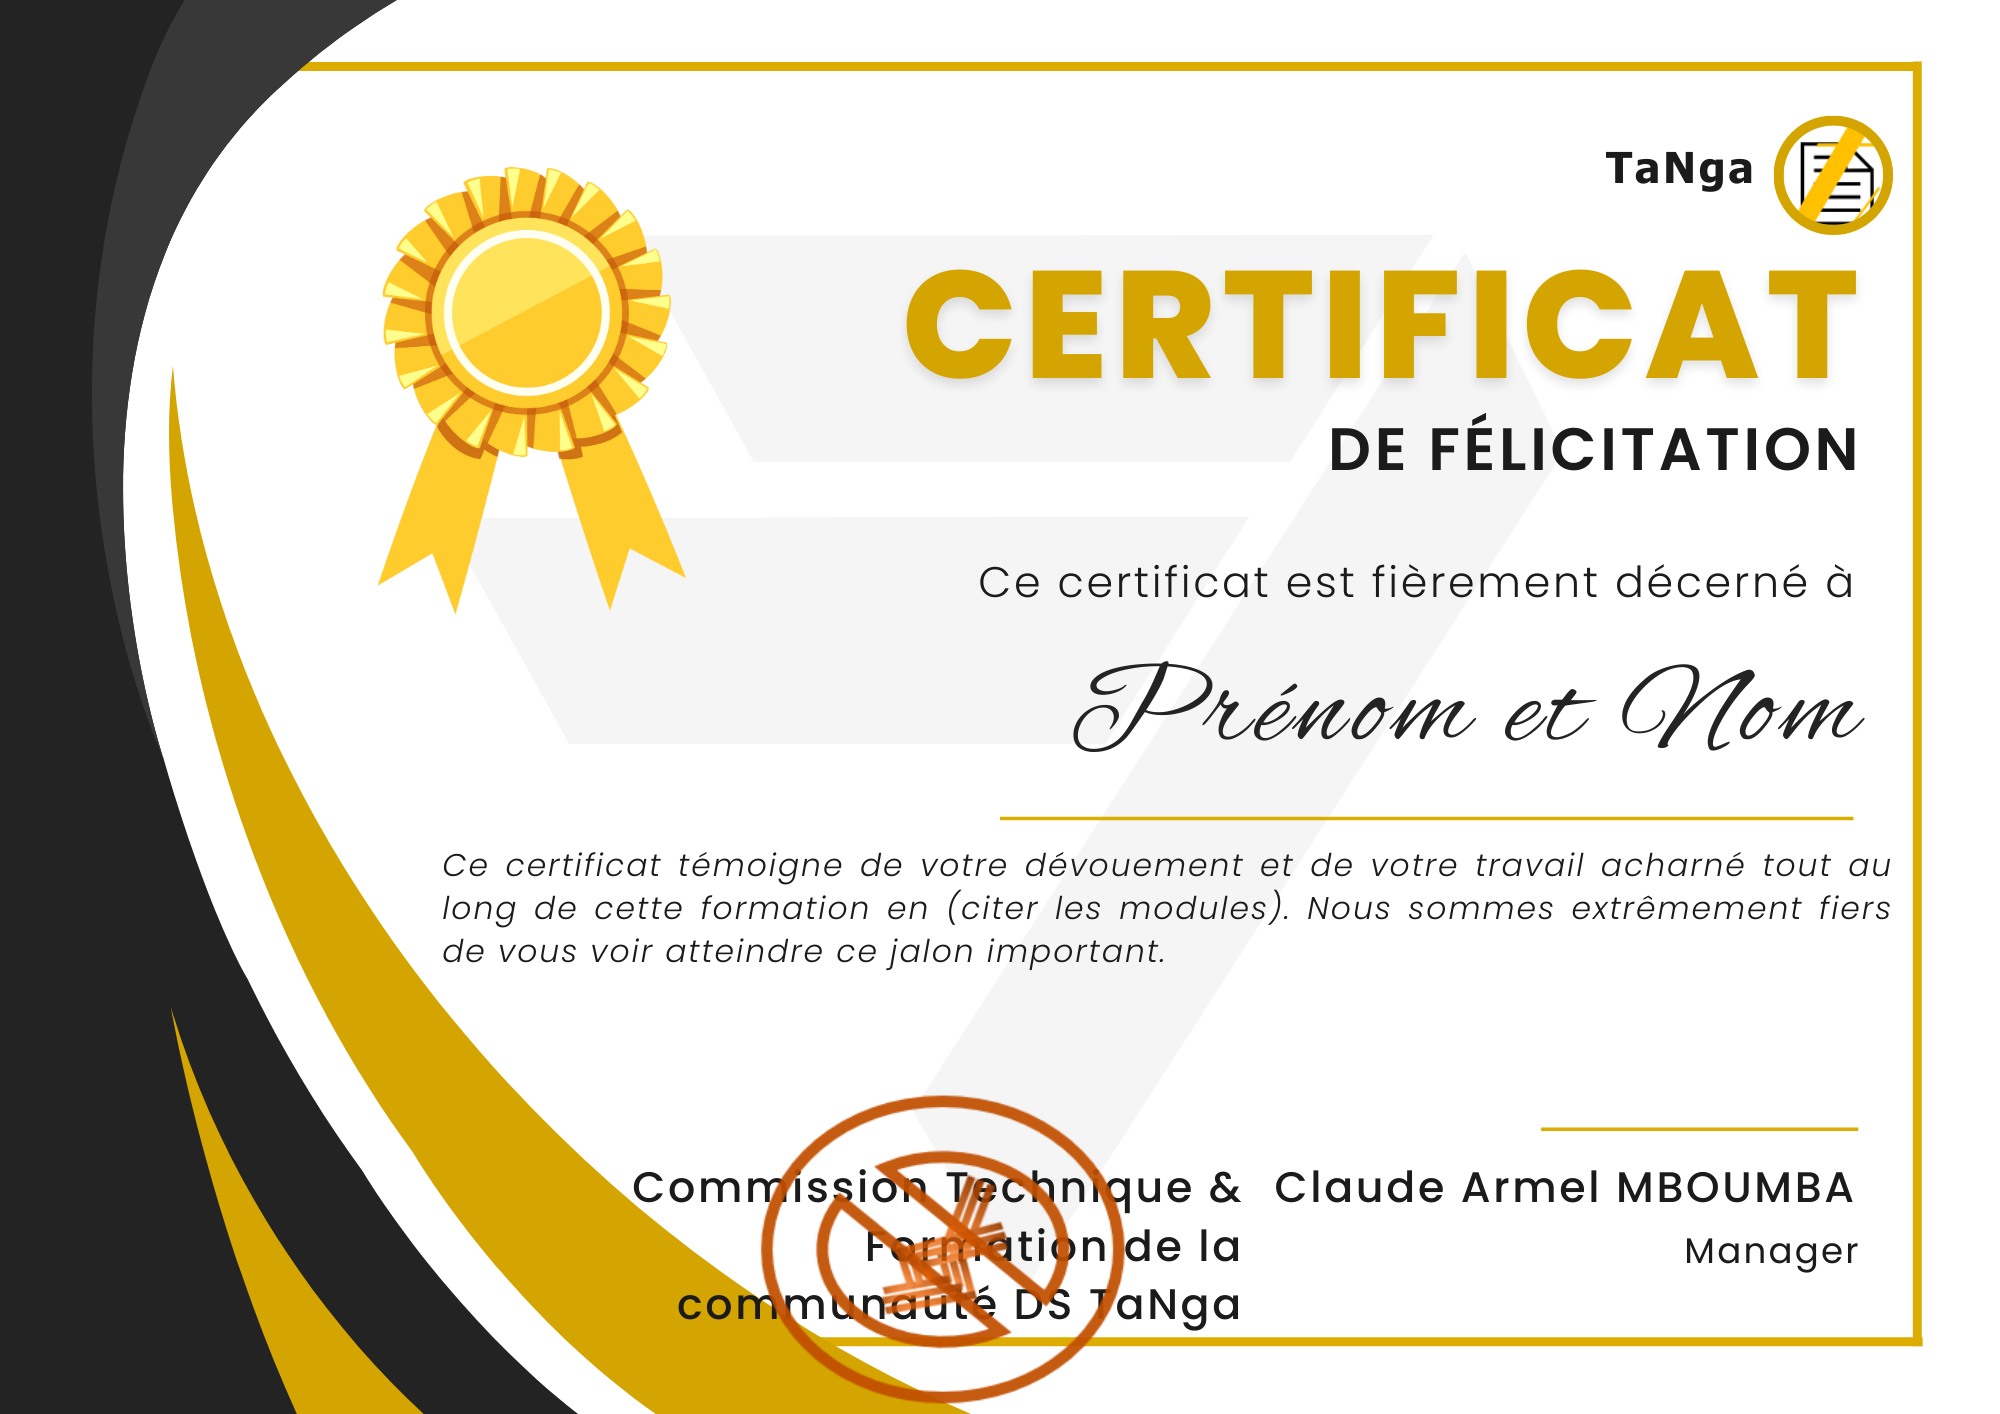 TaNga
CERTIFICAT
DE FÉLICITATION
Ce certificat est fièrement décerné à
Prénom et Nom
Ce certificat témoigne de votre dévouement et de votre travail acharné tout au
long de cette formation en (citer les modules). Nous sommes extrêmement fiers
de vous voir atteindre ce jalon important.
Commission Technique &
Formation de la
communauté DS TaNga
Claude Armel MBOUMBA
Manager